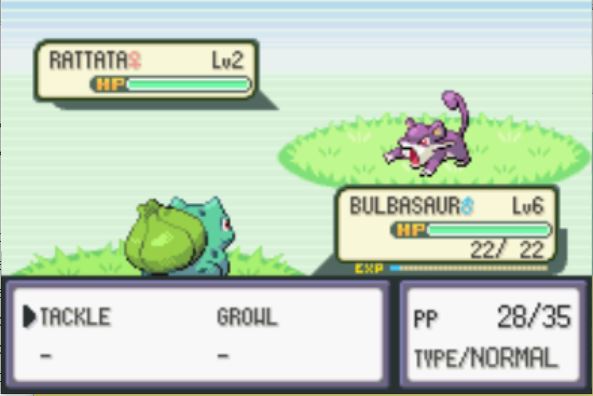 RATTATA♀ Lv2
HP
BULBASAUR♂ Lv6
HP
22/ 22
EXP
▶TACKLE GROWL
- -
PP 28/35
TYPE/NORMAL